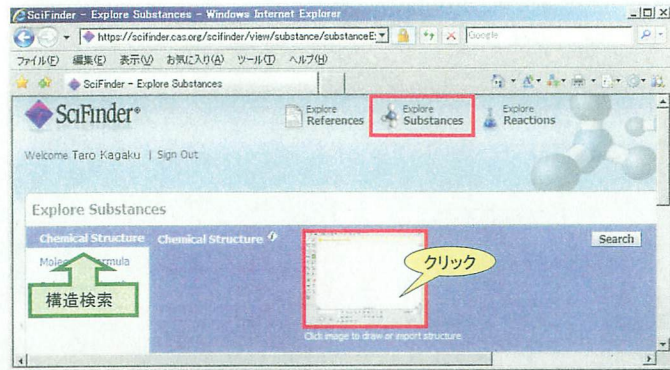 SciFinder - Explore Substances - Windows Internet Explorer
https://scifinder.cas.org/scifinder/view/substance/substanceE:
Google
ファイル(F) 編集(E) 表示(V) お気に入り(A) ツール(T) ヘルプ(H)
SciFinder - Explore Substances
SciFinder®
Explore References
Explore Substances
Explore Reactions
Welcome Taro Kagaku | Sign Out
Explore Substances
Chemical Structure
Chemical Structure
Search
クリック
構造検索
Click image to draw or import structure.